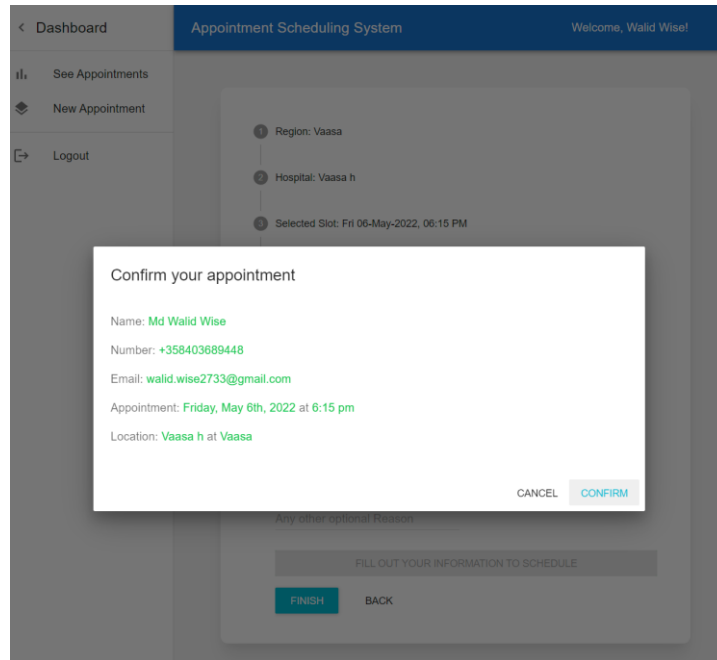 Dashboard
Appointment Scheduling System
Welcome, Walid Wise!
See Appointments
New Appointment
Logout
1 Region: Vaasa
2 Hospital: Vaasa h
3 Selected Slot: Fri 06-May-2022, 06:15 PM
Confirm your appointment
Name: Md Walid Wise
Number: +358403689448
Email: walid.wise2733@gmail.com
Appointment: Friday, May 6th, 2022 at 6:15 pm
Location: Vaasa h at Vaasa
CANCEL CONFIRM
Any other optional Reason
FILL OUT YOUR INFORMATION TO SCHEDULE
FINISH BACK